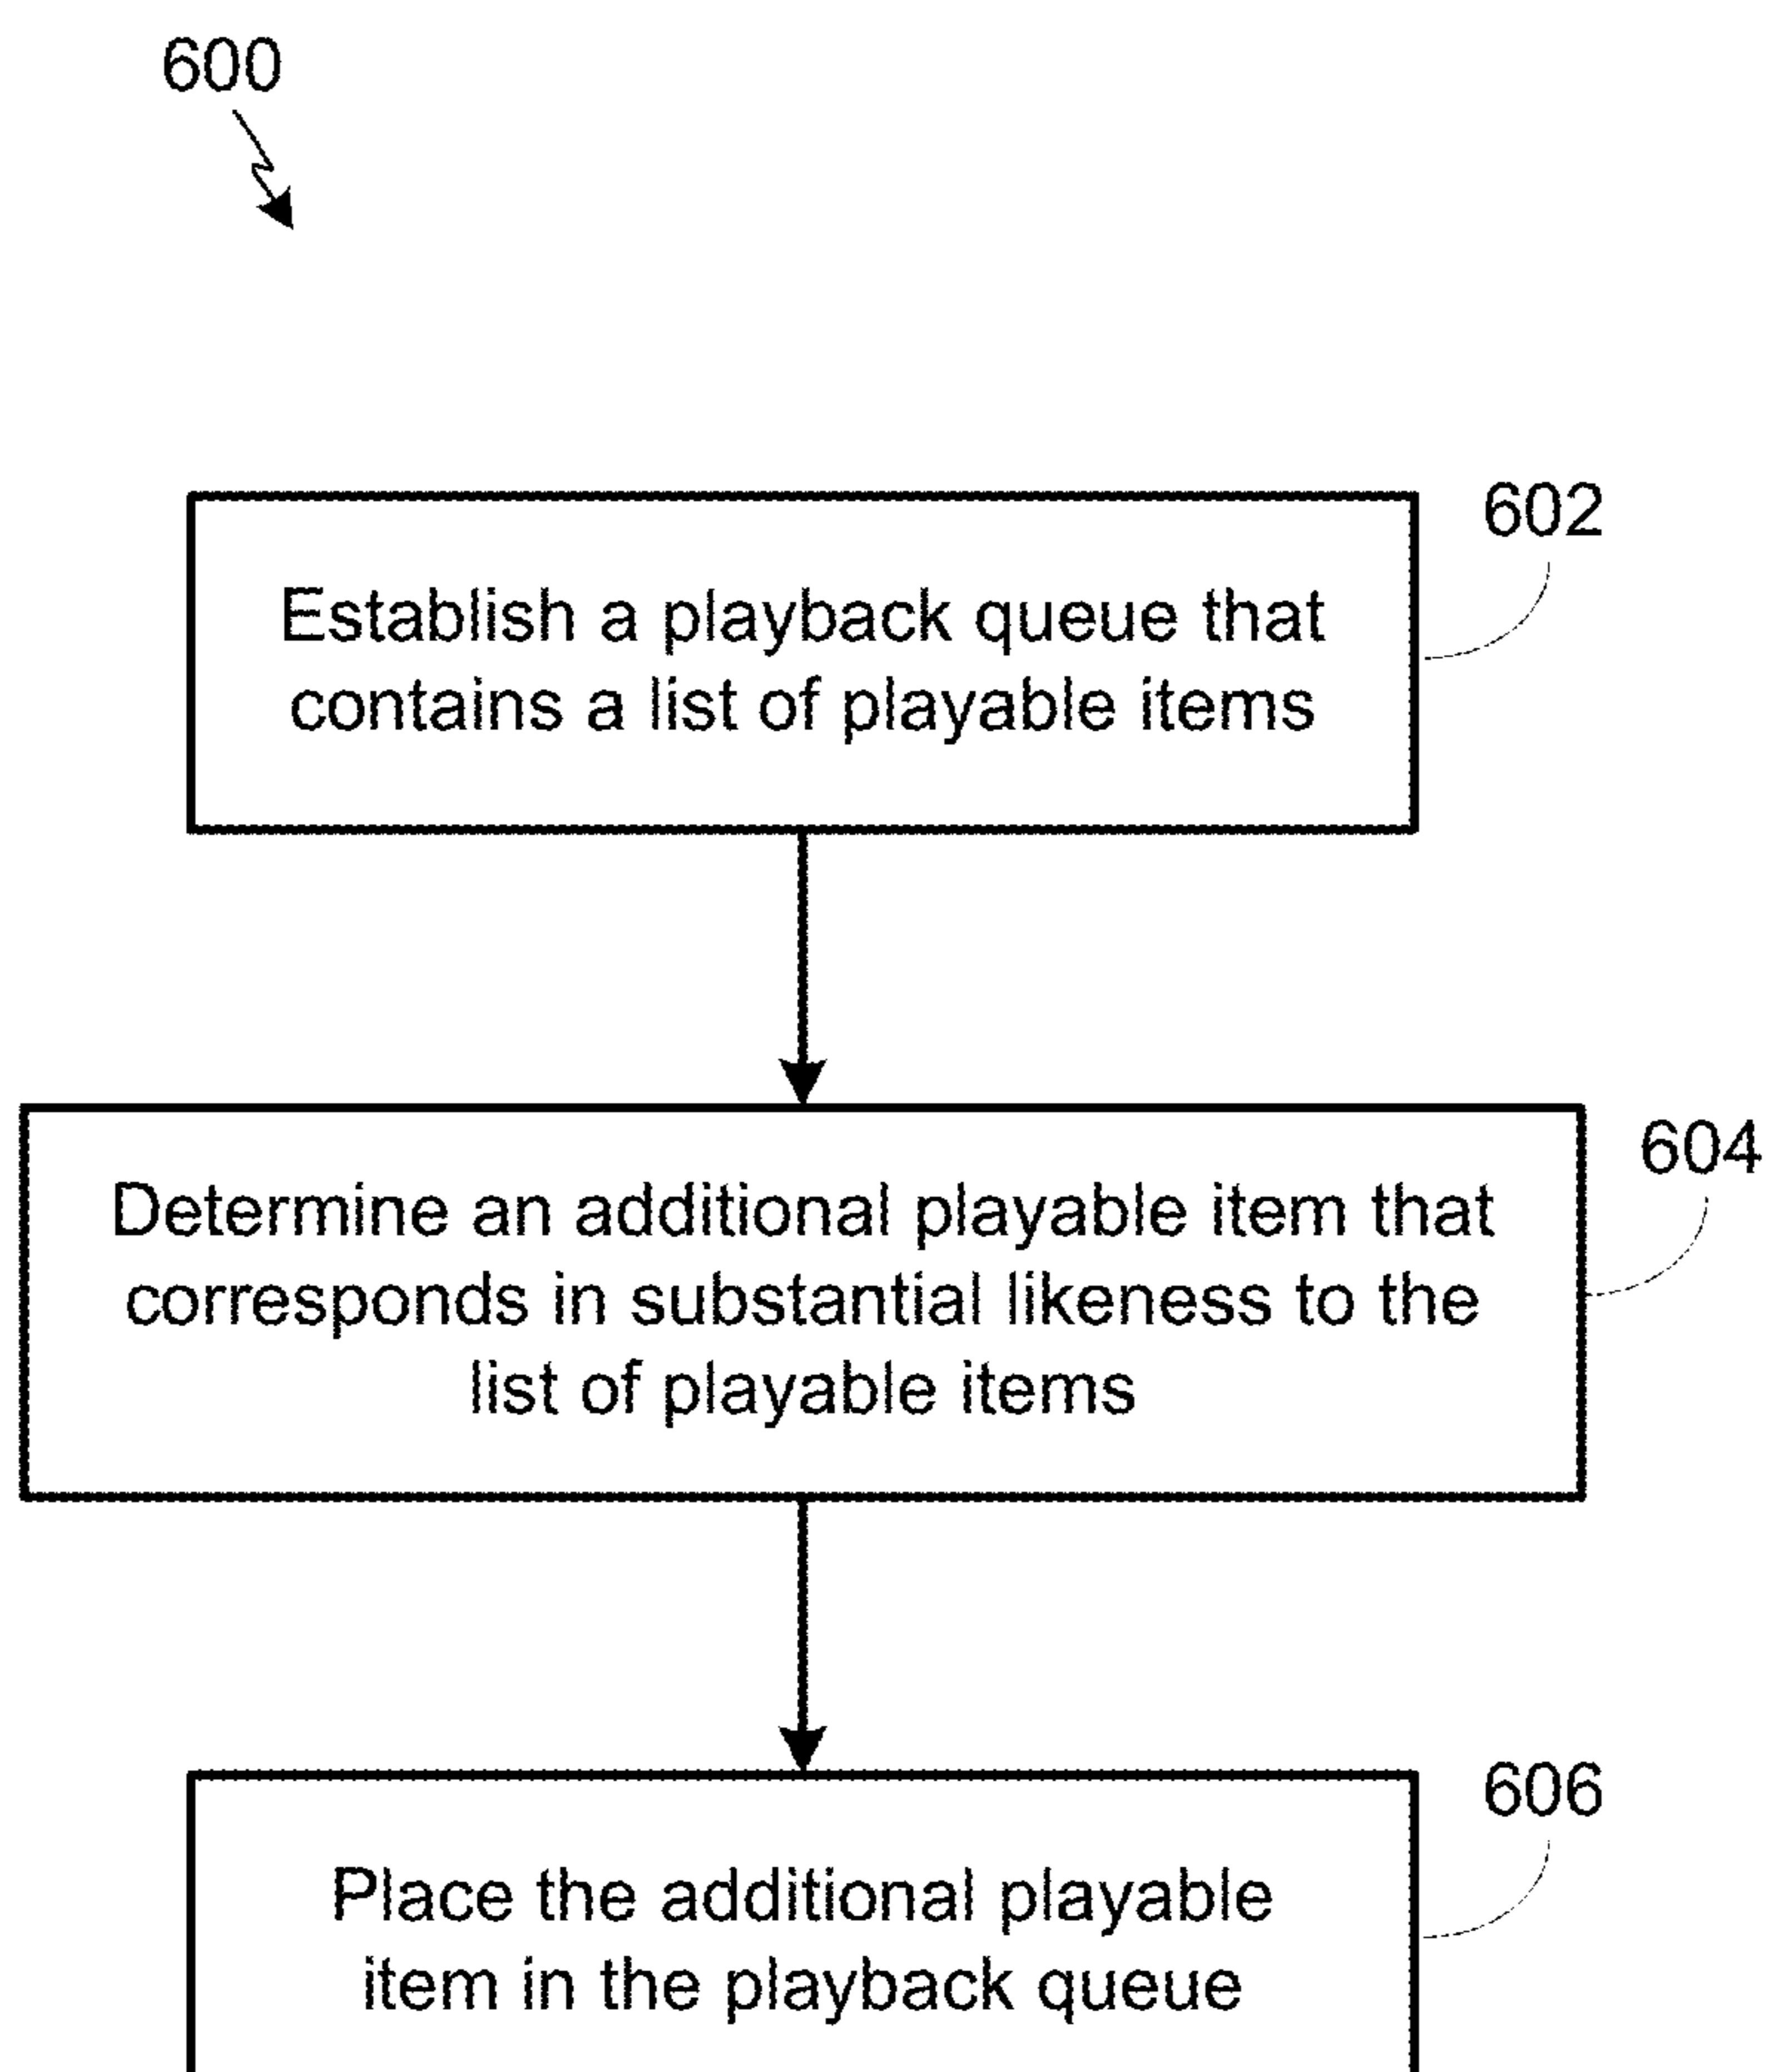 600
602
Establish a playback queue that
contains a list of playable items
604
Determine an additional playable item that
corresponds in substantial likeness to the
list of playable items
606
Place the additional playable
item in the playback queue